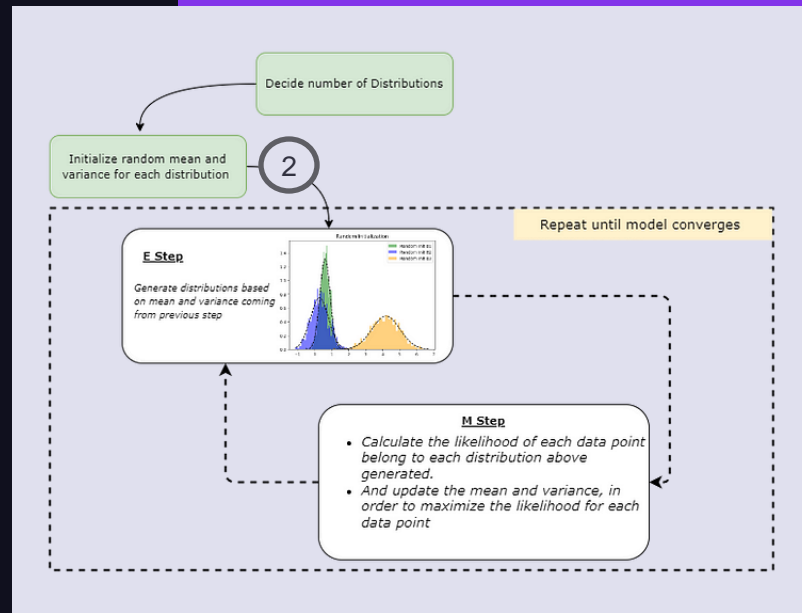 Decide number of Distributions
Initialize random mean and
variance for each distribution
2
Repeat until model converges
E Step
Generate distributions based
on mean and variance coming
from previous step
M Step
• Calculate the likelihood of each data point
belong to each distribution above
generated.
• And update the mean and variance, in
order to maximize the likelihood for each
data point